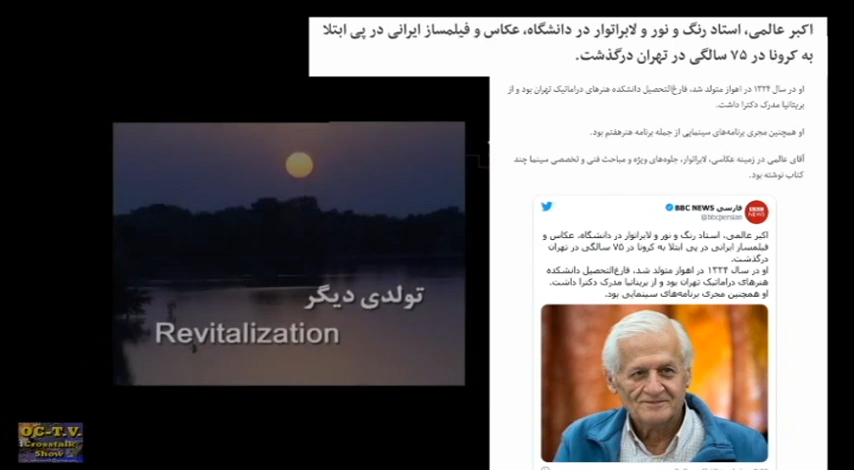 اکبر عالمی، استاد رنگ و نور و لابراتوار در دانشگاه، عکاس و فیلمساز ایرانی در پی ابتلا
به کرونا در ۷۵ سالگی در تهران درگذشت.
او در سال ۱۳۲۴ در اهواز متولد شد، فارغ‌التحصیل دانشکده هنرهای دراماتیک تهران بود و از
بریتانیا مدرک دکترا داشت.
او همچنین مجری برنامه‌های سینمایی از جمله برنامه هنرهفتم بود.
آقای عالمی در زمینه عکاسی، لابراتوار، جلوه‌های ویژه و مباحث فنی و تخصصی سینما چند
کتاب نوشته بود.
BBC NEWS فارسی
@bbcpersian
BBC NEWS
اکبر عالمی، استاد رنگ و نور و لابراتوار در دانشگاه، عکاس و
فیلمساز ایرانی در پی ابتلا به کرونا در ۷۵ سالگی در تهران
درگذشت.
او در سال ۱۳۲۴ در اهواز متولد شد، فارغ‌التحصیل دانشکده
هنرهای دراماتیک تهران بود و از بریتانیا مدرک دکترا داشت.
او همچنین مجری برنامه‌های سینمایی بود.
تولدی دیگر
Revitalization
OC-T.V.
Crosstalk
Show